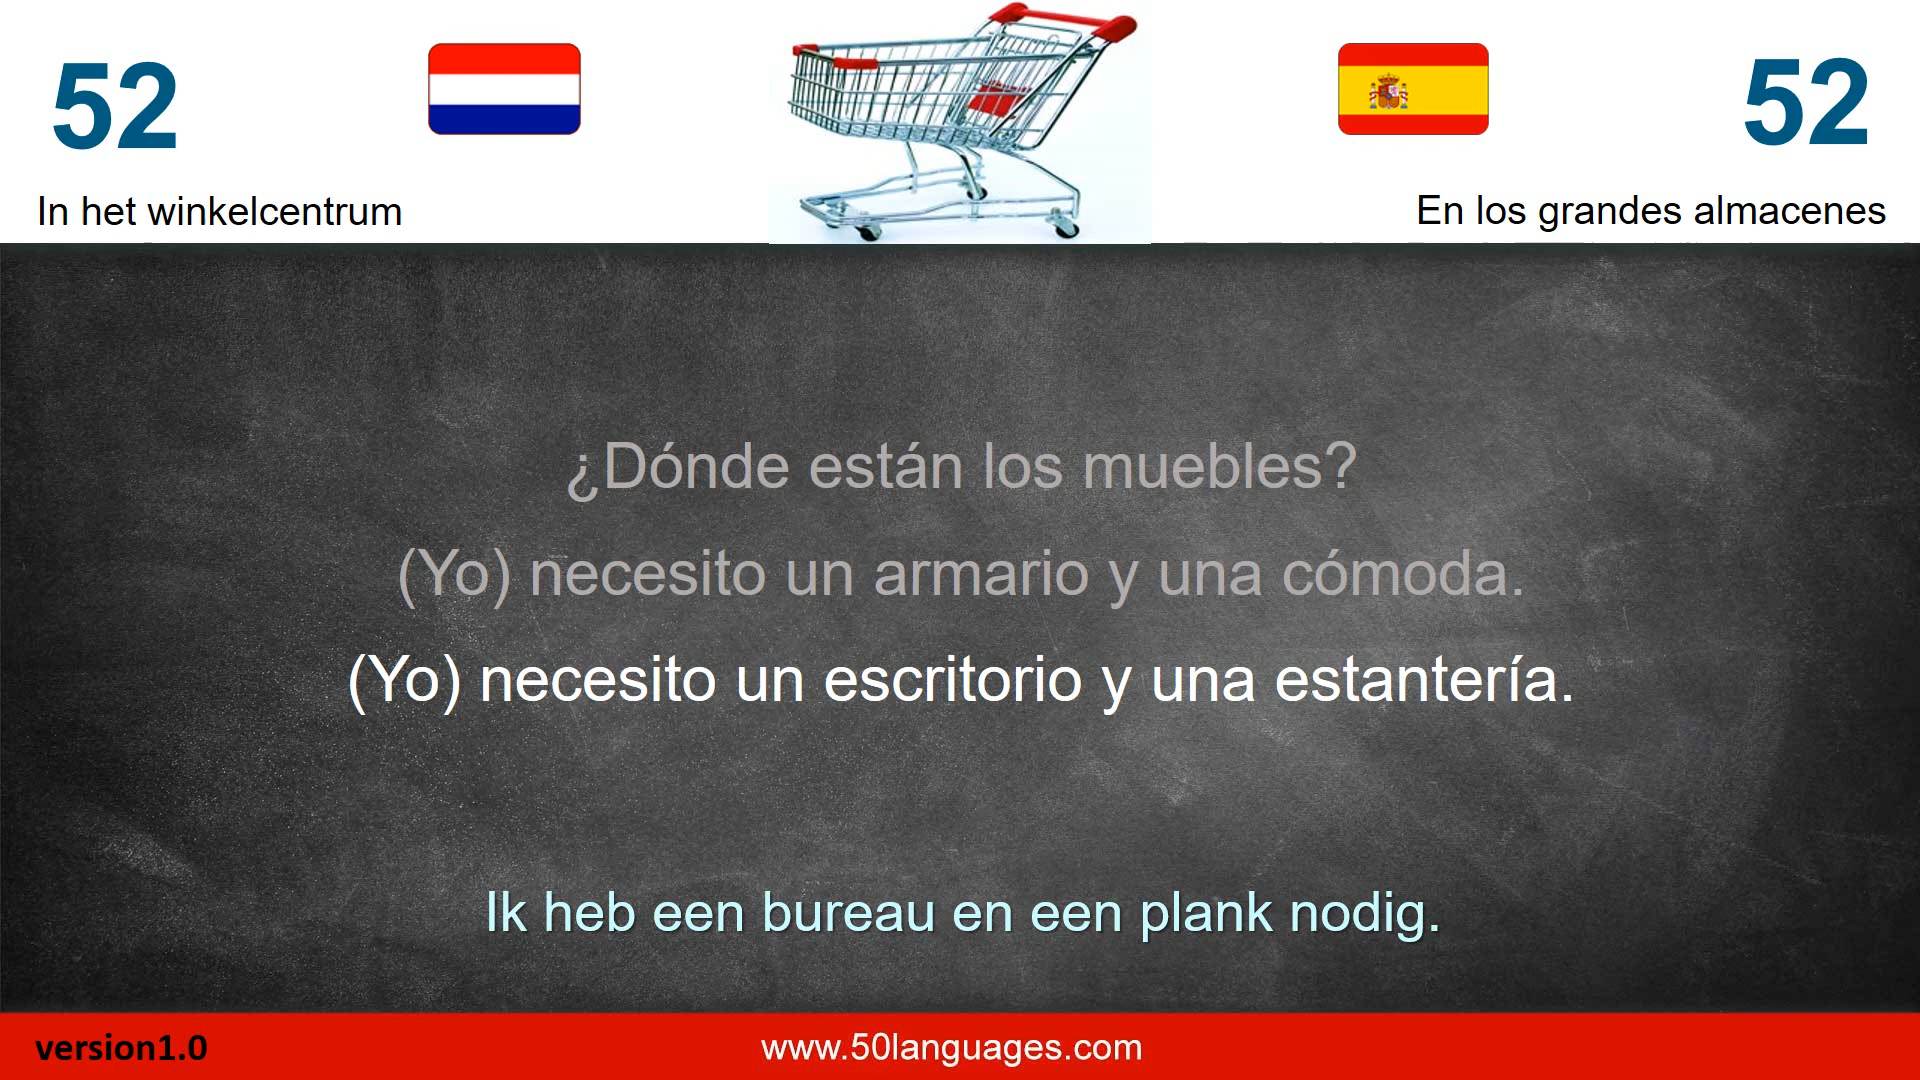 52
52
In het winkelcentrum
En los grandes almacenes
¿Dónde están los muebles?
(Yo) necesito un armario y una cómoda.
(Yo) necesito un escritorio y una estantería.
Ik heb een bureau en een plank nodig.
version1.0
www.50languages.com